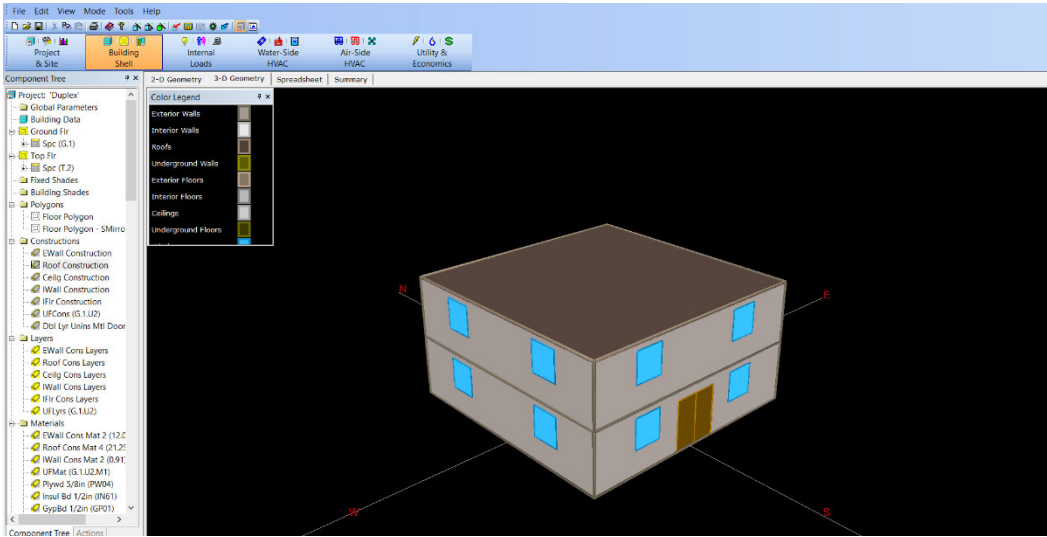 File Edit View Mode Tools Help
Project & Site
Building Shell
Internal Loads
Water-Side HVAC
Air-Side HVAC
Utility & Economics
Component Tree
2-D Geometry 3-D Geometry Spreadsheet Summary
Project: 'Duplex'
Global Parameters
Building Data
Ground Flr
Spc (G.1)
Top Flr
Spc (T.2)
Fixed Shades
Building Shades
Polygons
Floor Polygon
Floor Polygon - SMirro
Constructions
EWall Construction
Roof Construction
Ceilg Construction
IWall Construction
IFlr Construction
UFCons (G.1.U2)
Dbl Lyr Unins Mtl Door
Layers
EWall Cons Layers
Roof Cons Layers
Ceilg Cons Layers
IWall Cons Layers
IFlr Cons Layers
UFLyrs (G.1.U2)
Materials
EWall Cons Mat 2 (12.0
Roof Cons Mat 4 (21.25
IWall Cons Mat 2 (0.91)
UFMat (G.1.U2.M1)
Plywd 5/8in (PW04)
Insul Bd 1/2in (IN61)
GypBd 1/2in (GP01)
Component Tree Actions
Color Legend
Exterior Walls
Interior Walls
Roofs
Underground Walls
Exterior Floors
Interior Floors
Ceilings
Underground Floors
N
E
W
S